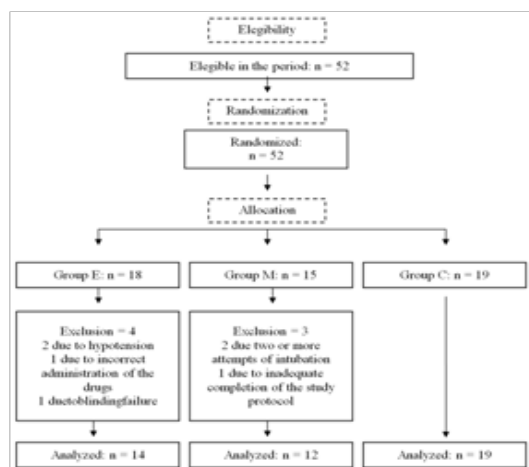 Elegibility
Elegible in the period: n = 52
Randomization
Randomized:
n = 52
Allocation
Group E: n = 18
Group M: n = 15
Group C: n = 19
Exclusion = 4
2 due to hypotension
1 due to incorrect
administration of the
drugs
1 ductoblindingfailure
Exclusion = 3
2 due two or more
attempts of intubation
1 due to inadequate
completion of the study
protocol
Analyzed: n = 14
Analyzed: n = 12
Analyzed: n = 19